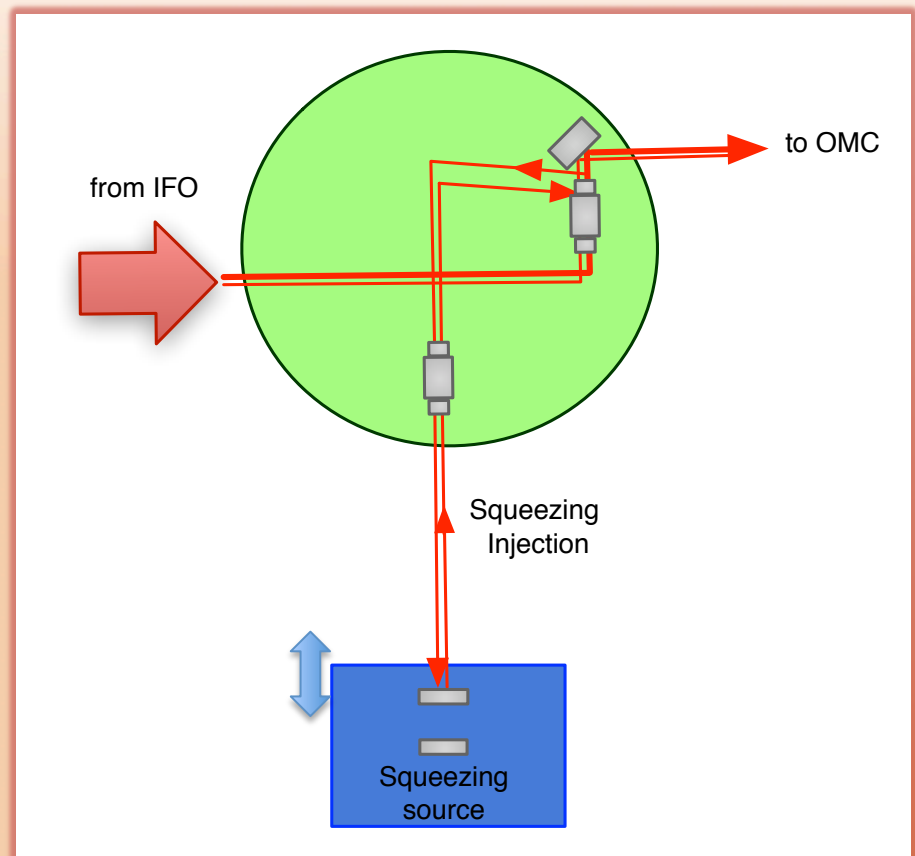 to OMC
from IFO
Squeezing
Injection
Squeezing
source